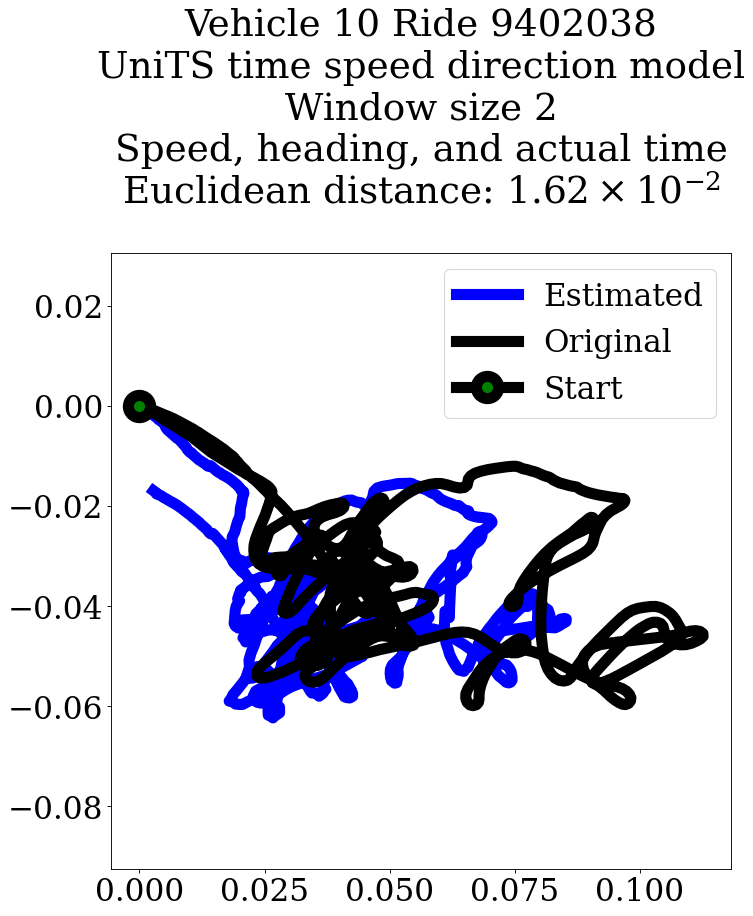 Vehicle 10 Ride 9402038
UniTS time speed direction model
Window size 2
Speed, heading, and actual time
Euclidean distance: 1.62 × 10⁻²
Estimated
Original
Start
0.02
0.00
−0.02
−0.04
−0.06
−0.08
0.000 0.025 0.050 0.075 0.100